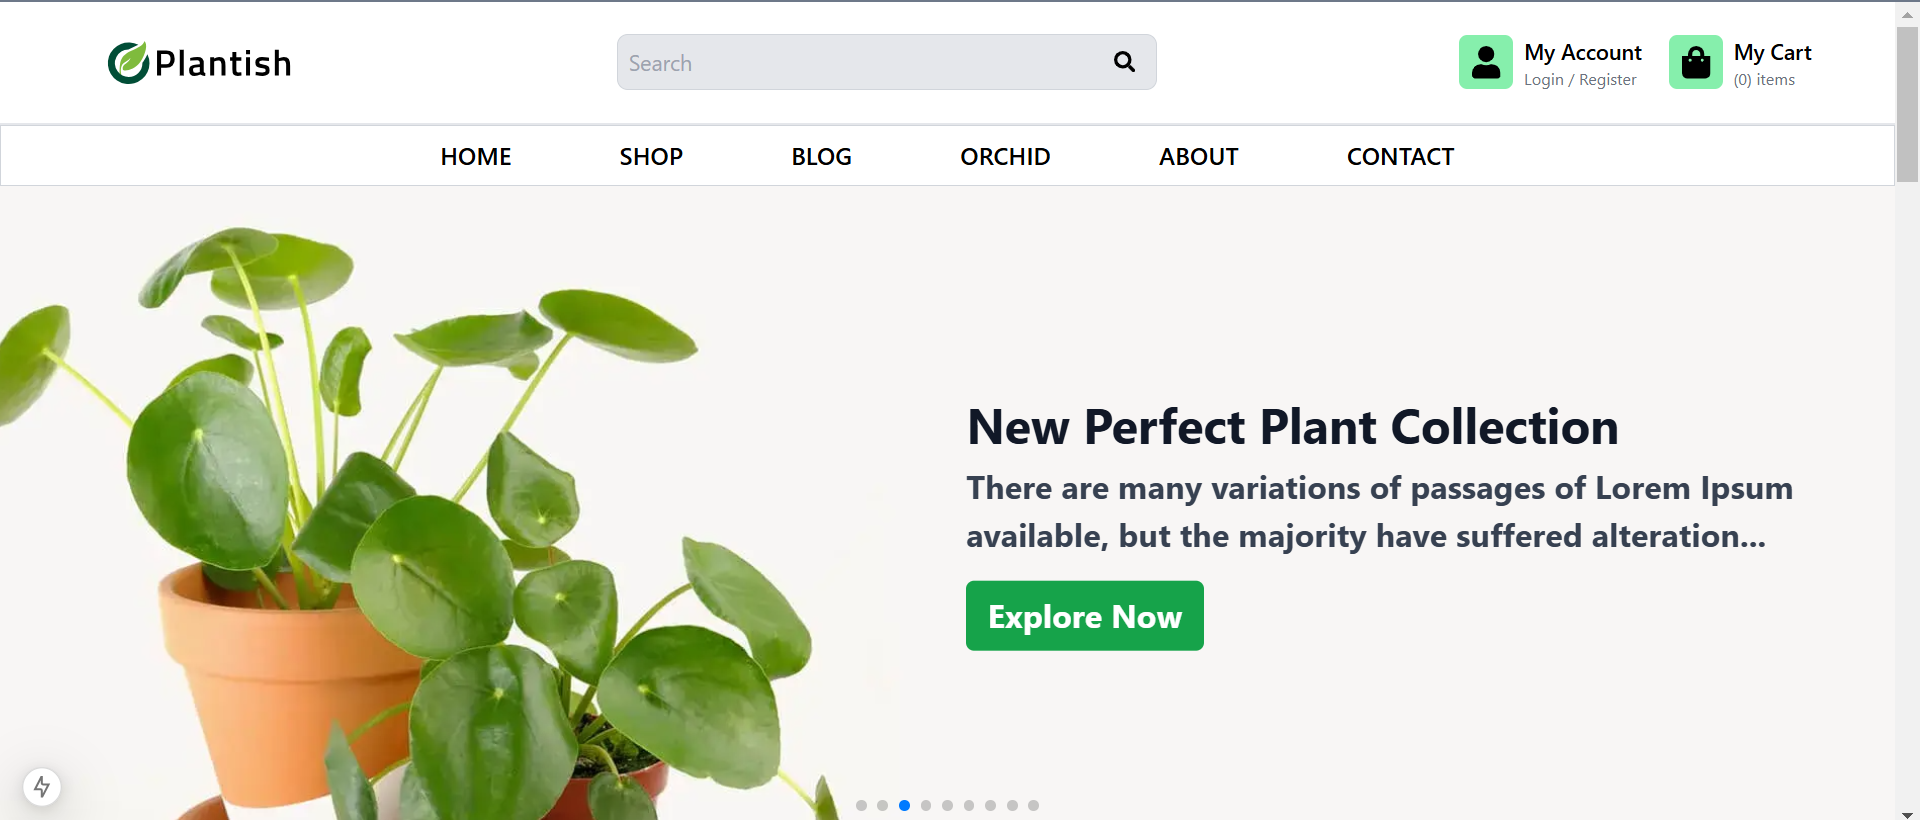 Plantish
Search
My Account
Login / Register
My Cart
(0) items
HOME
SHOP
BLOG
ORCHID
ABOUT
CONTACT
New Perfect Plant Collection
There are many variations of passages of Lorem Ipsum
available, but the majority have suffered alteration...
Explore Now